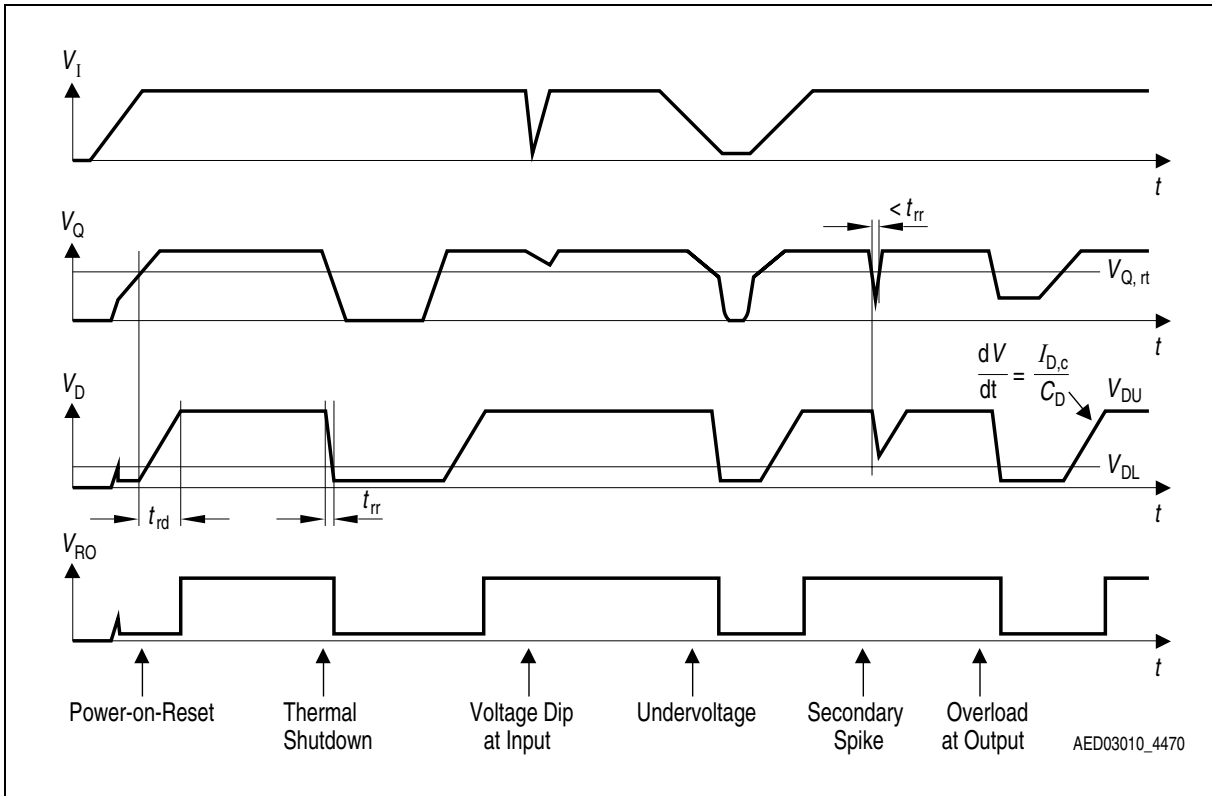 V_I
t
V_Q
< t_rr
V_Q, rt
t
dV/dt = I_D,c/C_D
V_D
V_DU
V_DL
t_rd
t_rr
t
V_RO
t
Power-on-Reset
Thermal
Shutdown
Voltage Dip
at Input
Undervoltage
Secondary
Spike
Overload
at Output
AED03010_4470